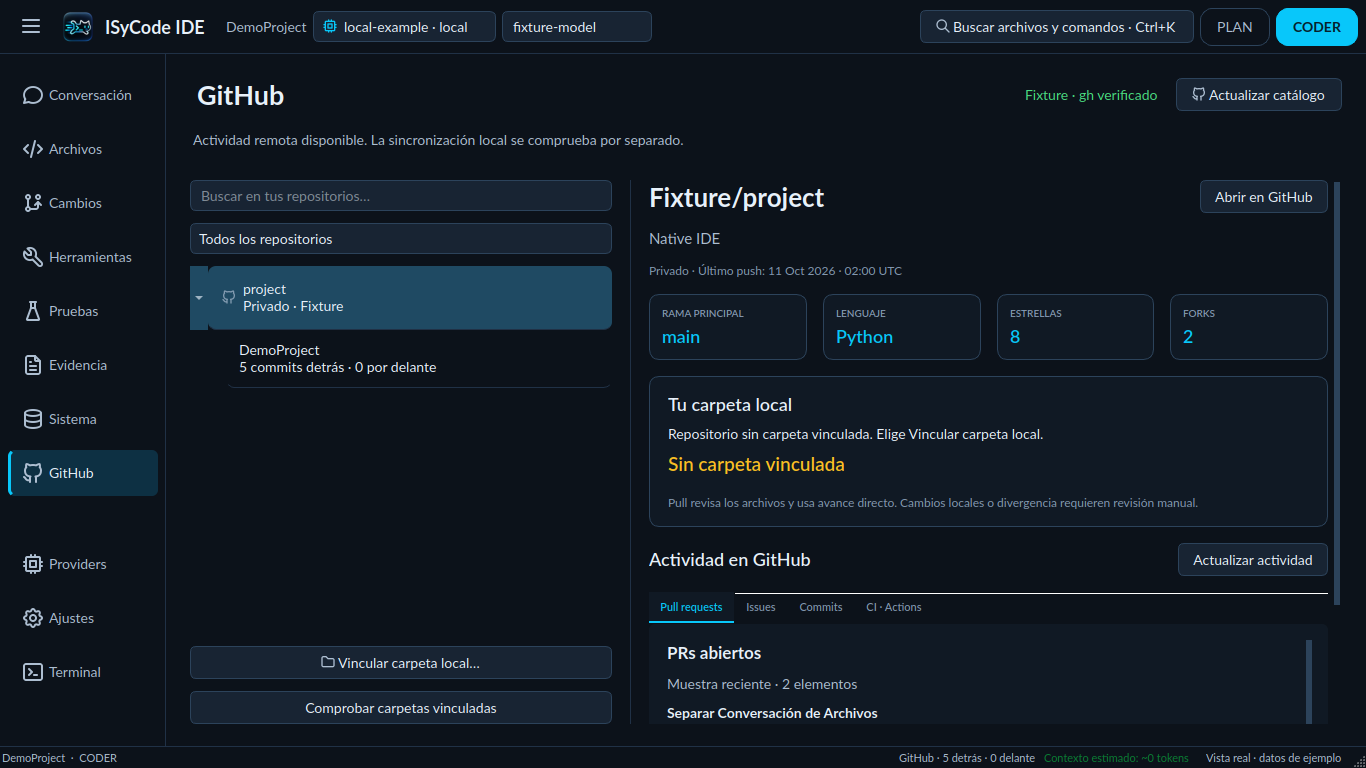 ISyCode IDE
DemoProject
local-example · local
fixture-model
Buscar archivos y comandos · Ctrl+K
PLAN
CODER
Conversación
Archivos
Cambios
Herramientas
Pruebas
Evidencia
Sistema
GitHub
Providers
Ajustes
Terminal
GitHub
Fixture · gh verificado
Actualizar catálogo
Actividad remota disponible. La sincronización local se comprueba por separado.
Buscar en tus repositorios...
Todos los repositorios
project
Privado · Fixture
DemoProject
5 commits detrás · 0 por delante
Vincular carpeta local...
Comprobar carpetas vinculadas
Fixture/project
Abrir en GitHub
Native IDE
Privado · Último push: 11 Oct 2026 · 02:00 UTC
RAMA PRINCIPAL
main
LENGUAJE
Python
ESTRELLAS
8
FORKS
2
Tu carpeta local
Repositorio sin carpeta vinculada. Elige Vincular carpeta local.
Sin carpeta vinculada
Pull revisa los archivos y usa avance directo. Cambios locales o divergencia requieren revisión manual.
Actividad en GitHub
Actualizar actividad
Pull requests
Issues
Commits
CI · Actions
PRs abiertos
Muestra reciente · 2 elementos
Separar Conversación de Archivos
DemoProject · CODER
GitHub · 5 detrás · 0 delante
Contexto estimado: ~0 tokens
Vista real · datos de ejemplo